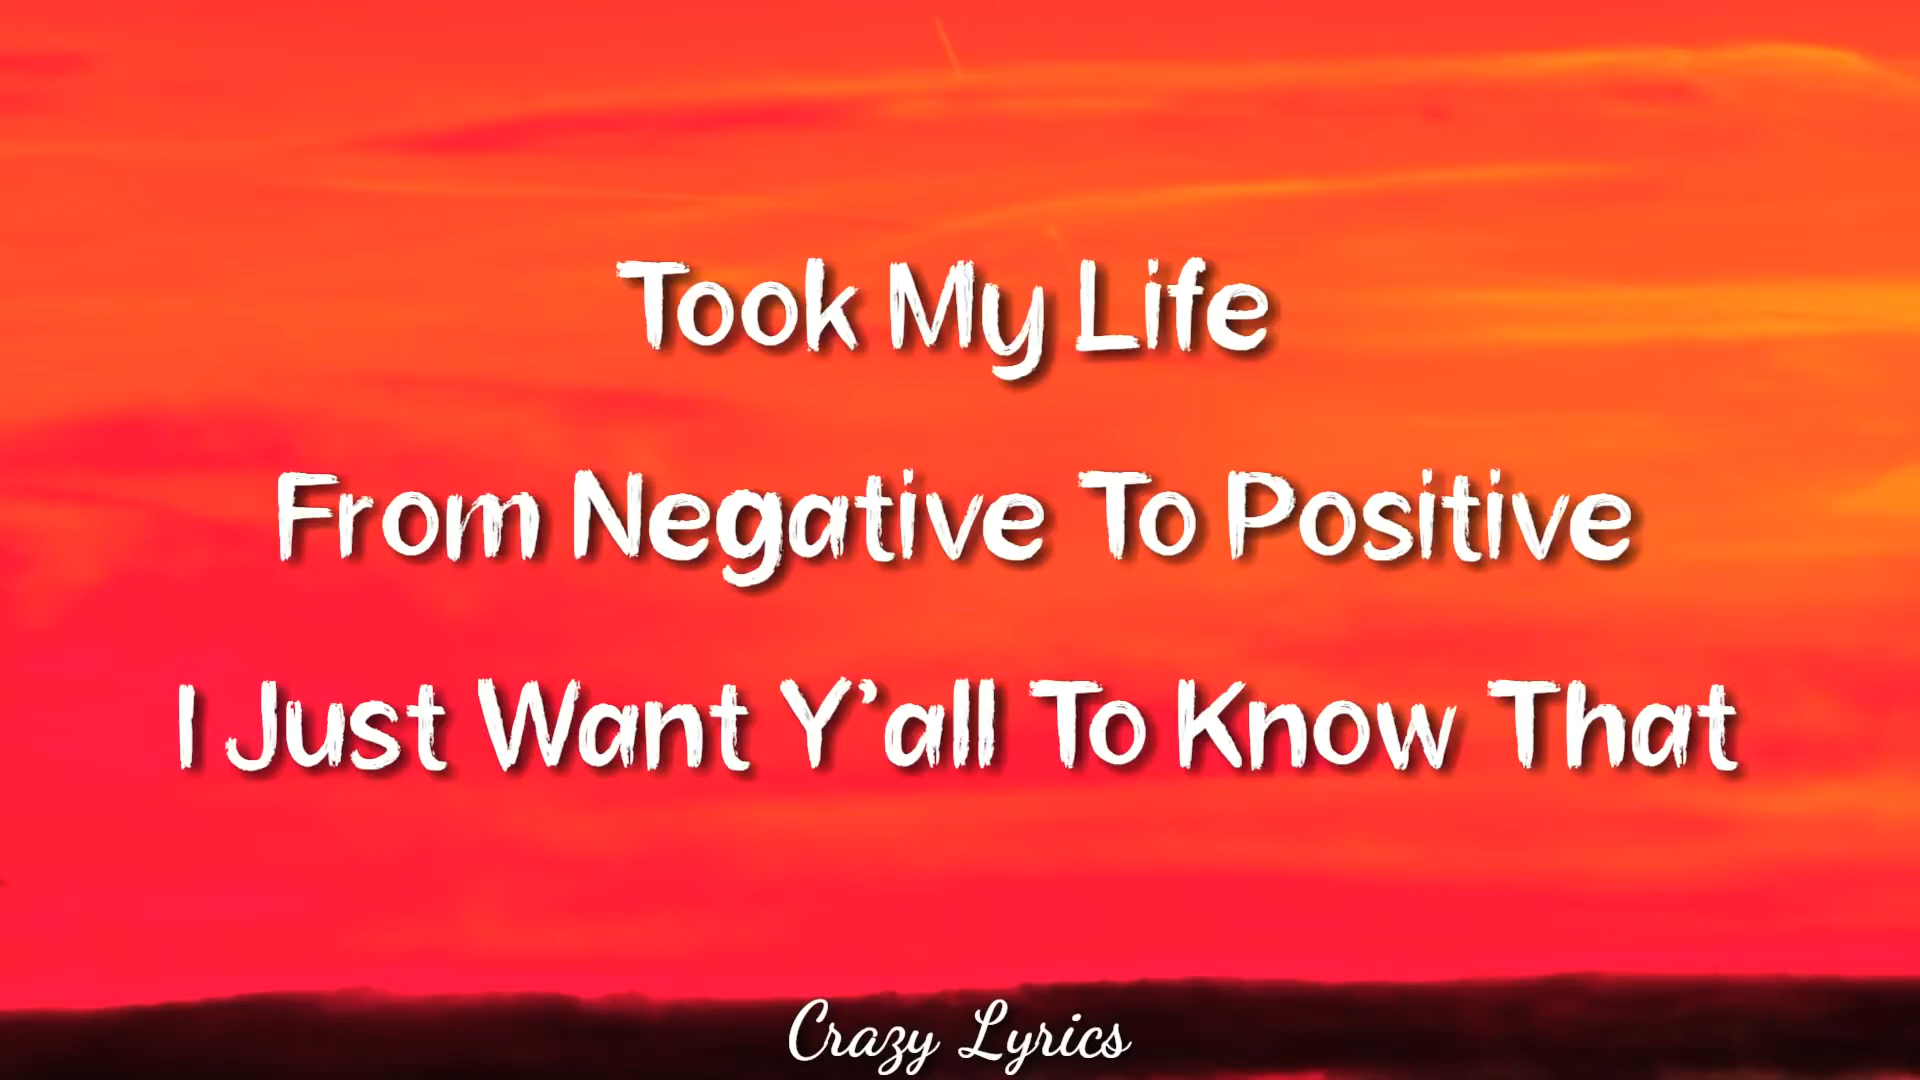 Took My Life
From Negative To Positive
I Just Want Y'all To Know That
Crazy Lyrics